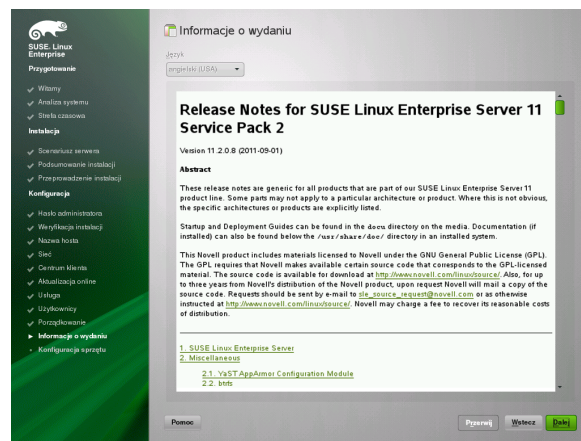 SUSE. Linux
Enterprise
Przygotowanie
Witamy
Analiza systemu
Strefa czasowa
Instalacja
Scenariusz serwera
Podsumowanie instalacji
Przeprowadzenie instalacji
Konfiguracja
Hasło administratora
Weryfikacja instalacji
Nazwa hosta
Sieć
Centrum klienta
Aktualizacja online
Usługa
Użytkownicy
Porządkowanie
Informacje o wydaniu
Konfiguracja sprzętu
Informacje o wydaniu
Język
angielski (USA)
Release Notes for SUSE Linux Enterprise Server 11
Service Pack 2
Version 11.2.0.8 (2011-09-01)
Abstract
These release notes are generic for all products that are part of our SUSE Linux Enterprise Server 11
product line. Some parts may not apply to a particular architecture or product. Where this is not obvious,
the specific architectures or products are explicitly listed.
Startup and Deployment Guides can be found in the docu directory on the media. Documentation (if
installed) can also be found below the /usr/share/doc/ directory in an installed system.
This Novell product includes materials licensed to Novell under the GNU General Public License (GPL).
The GPL requires that Novell makes available certain source code that corresponds to the GPL-licensed
material. The source code is available for download at http://www.novell.com/linux/source/. Also, for up
to three years from Novell's distribution of the Novell product, upon request Novell will mail a copy of the
source code. Requests should be sent by e-mail to sle_source_request@novell.com or as otherwise
instructed at http://www.novell.com/linux/source/. Novell may charge a fee to recover its reasonable costs
of distribution.
1. SUSE Linux Enterprise Server
2. Miscellaneous
2.1. YaST AppArmor Configuration Module
2.2. btrfs
Pomoc
Przerwij
Wstecz
Dalej